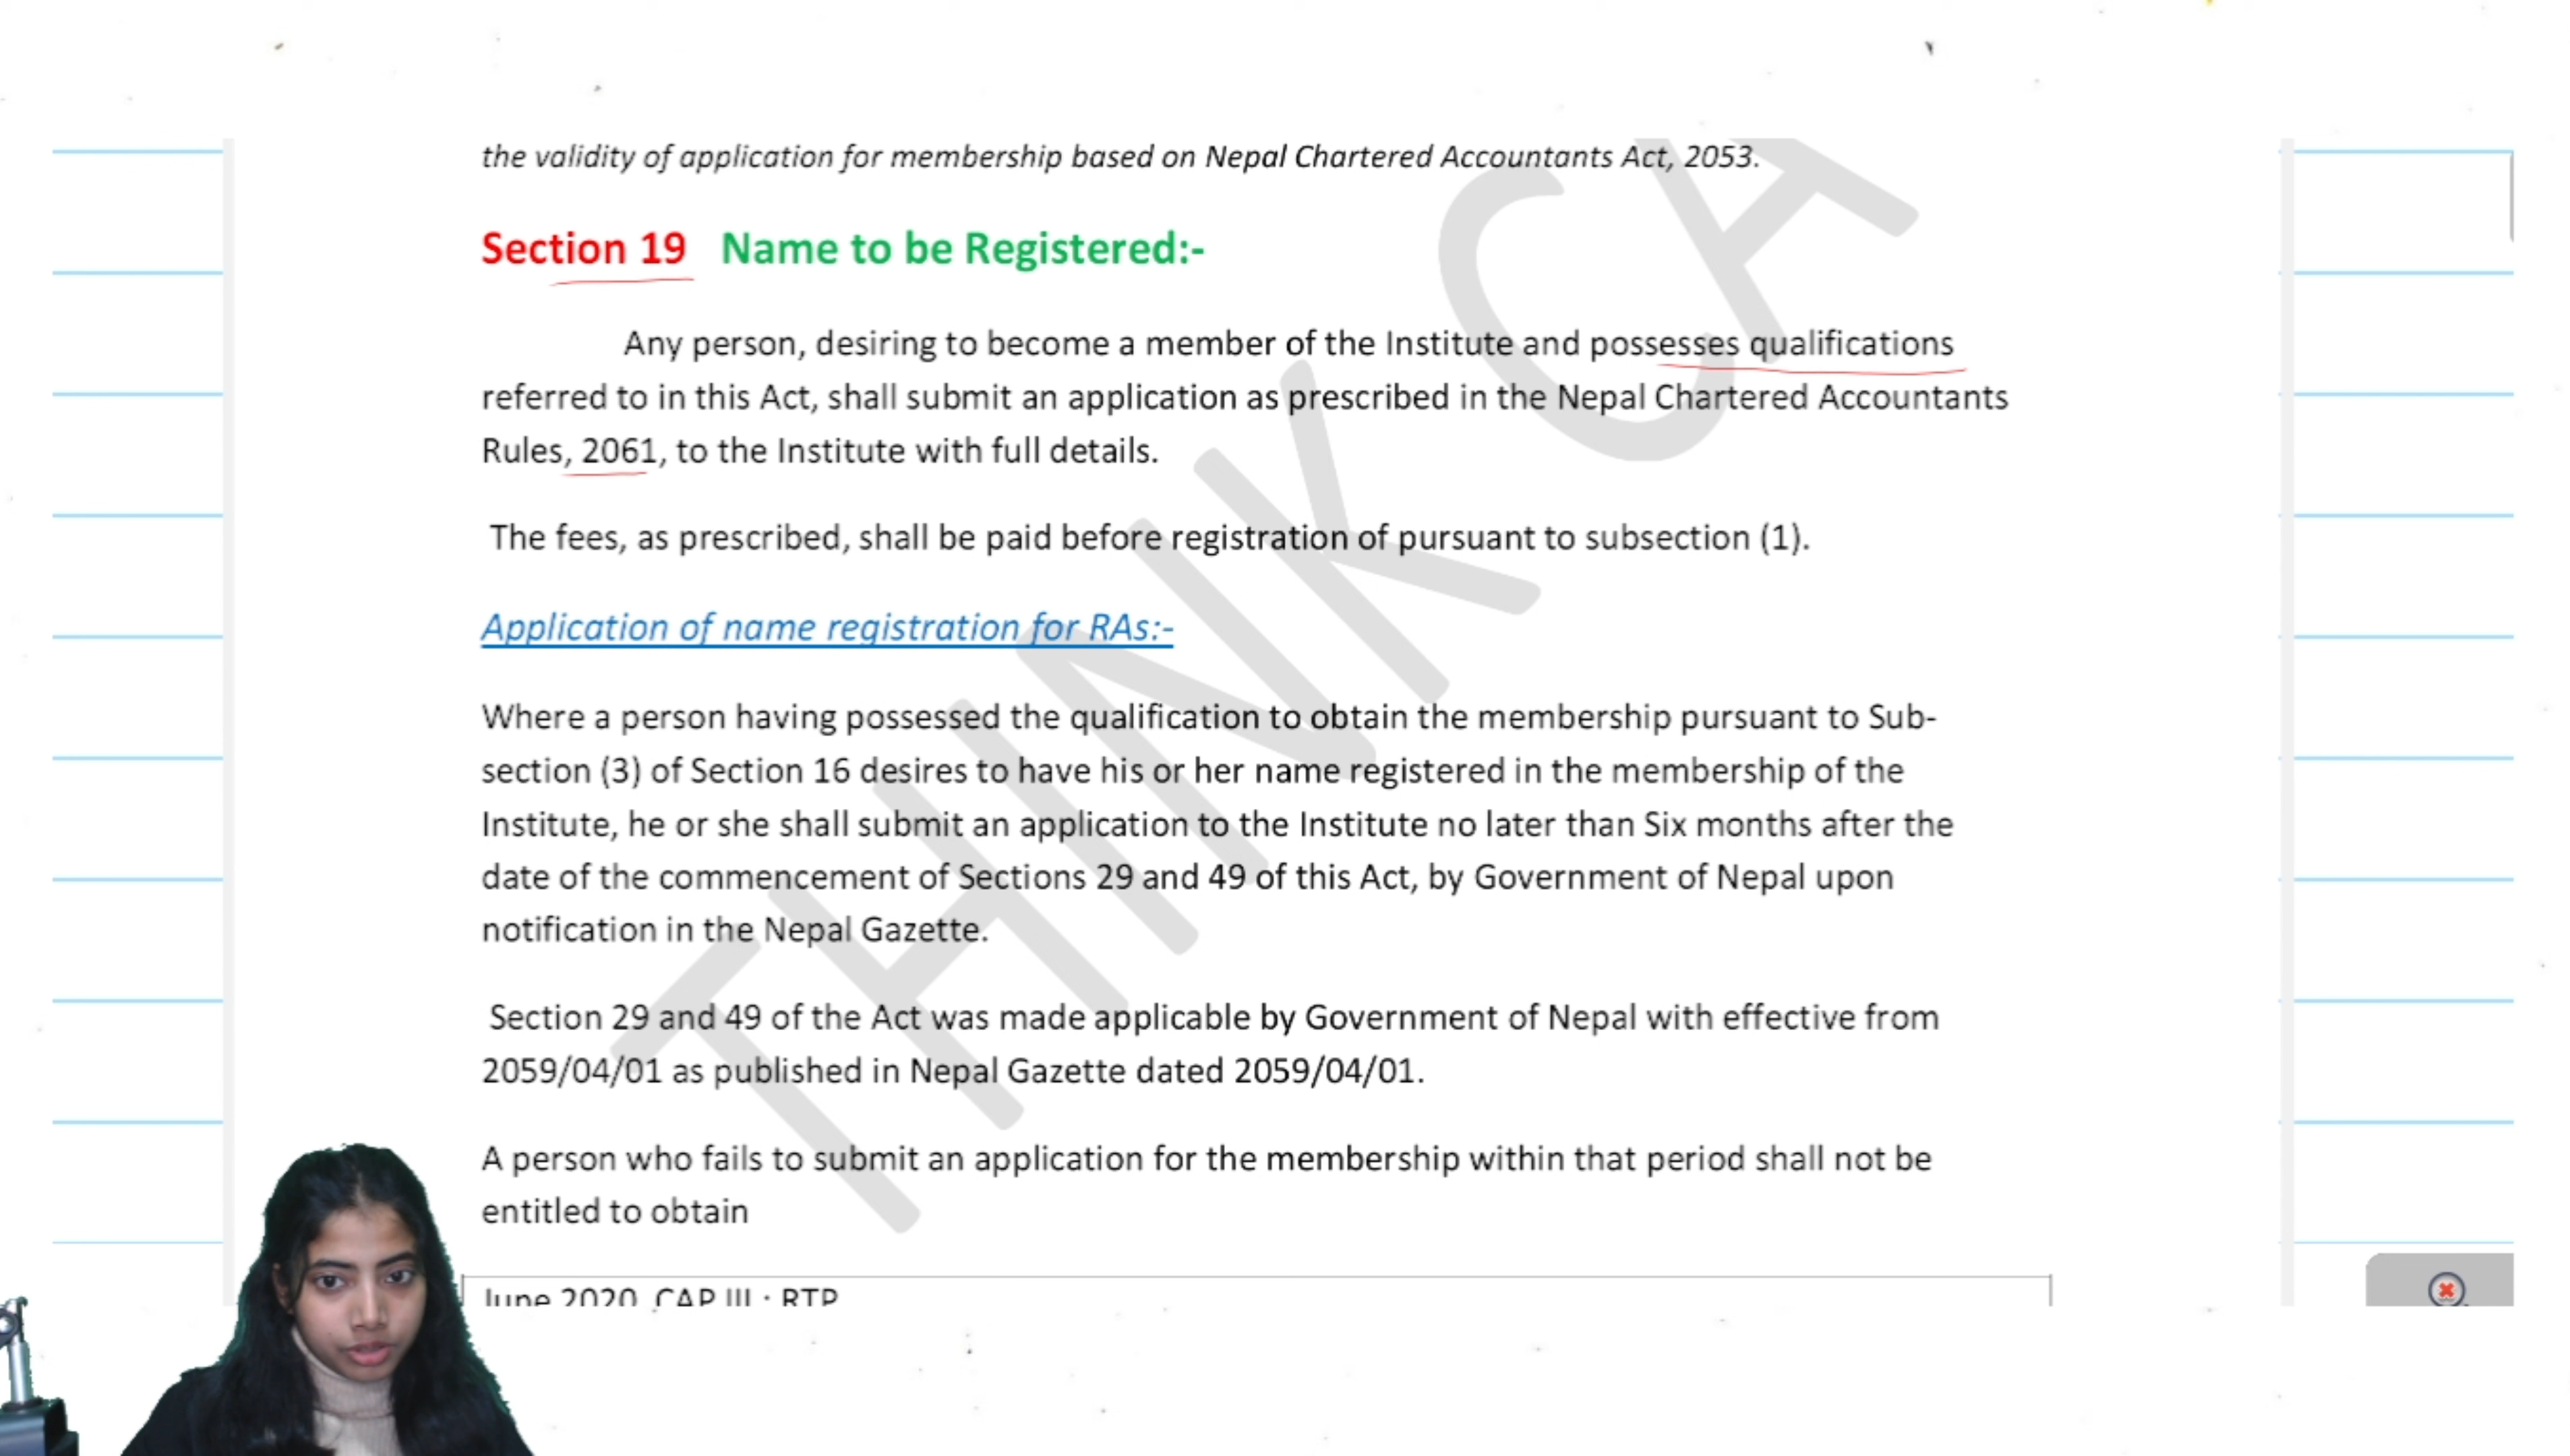 the validity of application for membership based on Nepal Chartered Accountants Act, 2053.
Section 19 Name to be Registered:-
Any person, desiring to become a member of the Institute and possesses qualifications
referred to in this Act, shall submit an application as prescribed in the Nepal Chartered Accountants
Rules, 2061, to the Institute with full details.
The fees, as prescribed, shall be paid before registration of pursuant to subsection (1).
Application of name registration for RAs:-
Where a person having possessed the qualification to obtain the membership pursuant to Sub-
section (3) of Section 16 desires to have his or her name registered in the membership of the
Institute, he or she shall submit an application to the Institute no later than Six months after the
date of the commencement of Sections 29 and 49 of this Act, by Government of Nepal upon
notification in the Nepal Gazette.
Section 29 and 49 of the Act was made applicable by Government of Nepal with effective from
2059/04/01 as published in Nepal Gazette dated 2059/04/01.
A person who fails to submit an application for the membership within that period shall not be
entitled to obtain
June 2020 CAP III : RTP
THINK CA